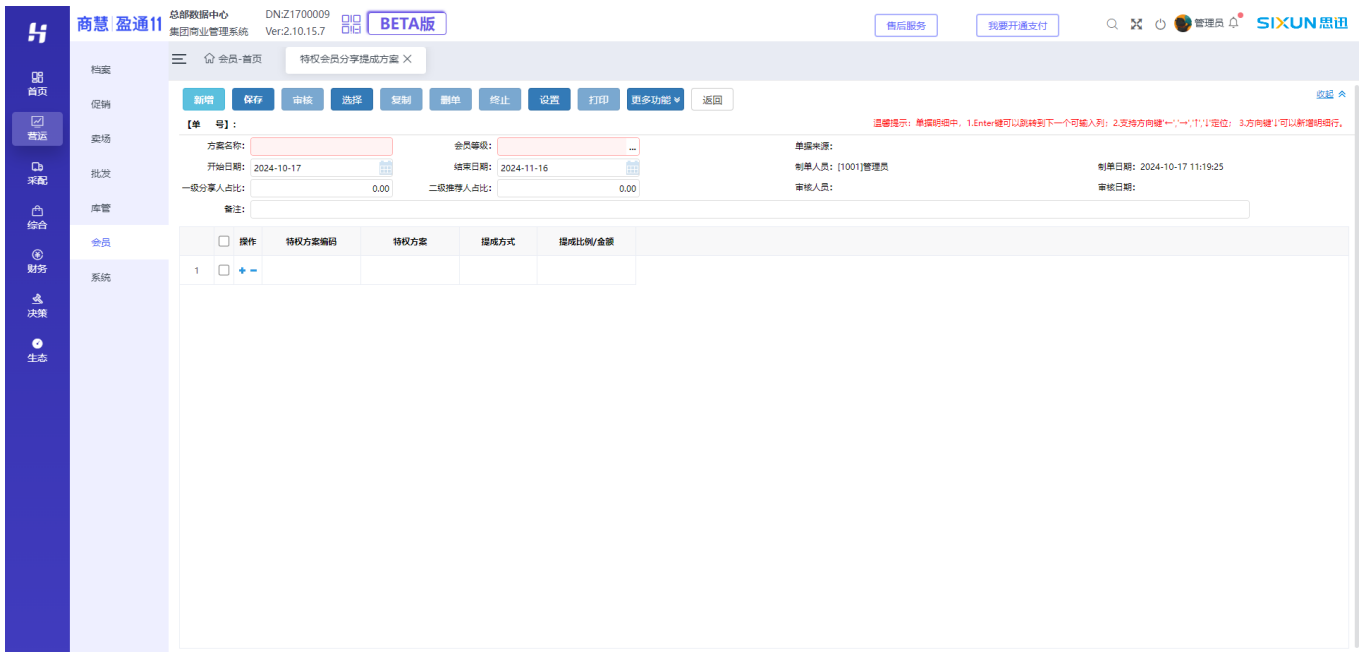 商慧 盈通11 总部数据中心 DN:Z1700009 BETA版 售后服务 我要开通支付 管理员 SIXUN思迅
集团商业管理系统 Ver:2.10.15.7
首页
营运
采配
综合
财务
决策
生态
档案
促销
卖场
批发
库管
会员
系统
会员-首页 特权会员分享提成方案
新增 保存 审核 选择 复制 删单 终止 设置 打印 更多功能 返回 收起
【单 号】: 温馨提示：单据明细中，1.Enter键可以跳转到下一个可输入列；2.支持方向键'←','→','↑','↓'定位； 3.方向键'↓'可以新增明细行。
方案名称: 会员等级: ... 单据来源:
开始日期: 2024-10-17 结束日期: 2024-11-16 制单人员: [1001]管理员 制单日期: 2024-10-17 11:19:25
一级分享人占比: 0.00 二级推荐人占比: 0.00 审核人员: 审核日期:
备注:
操作 特权方案编码 特权方案 提成方式 提成比例/金额
1 + −